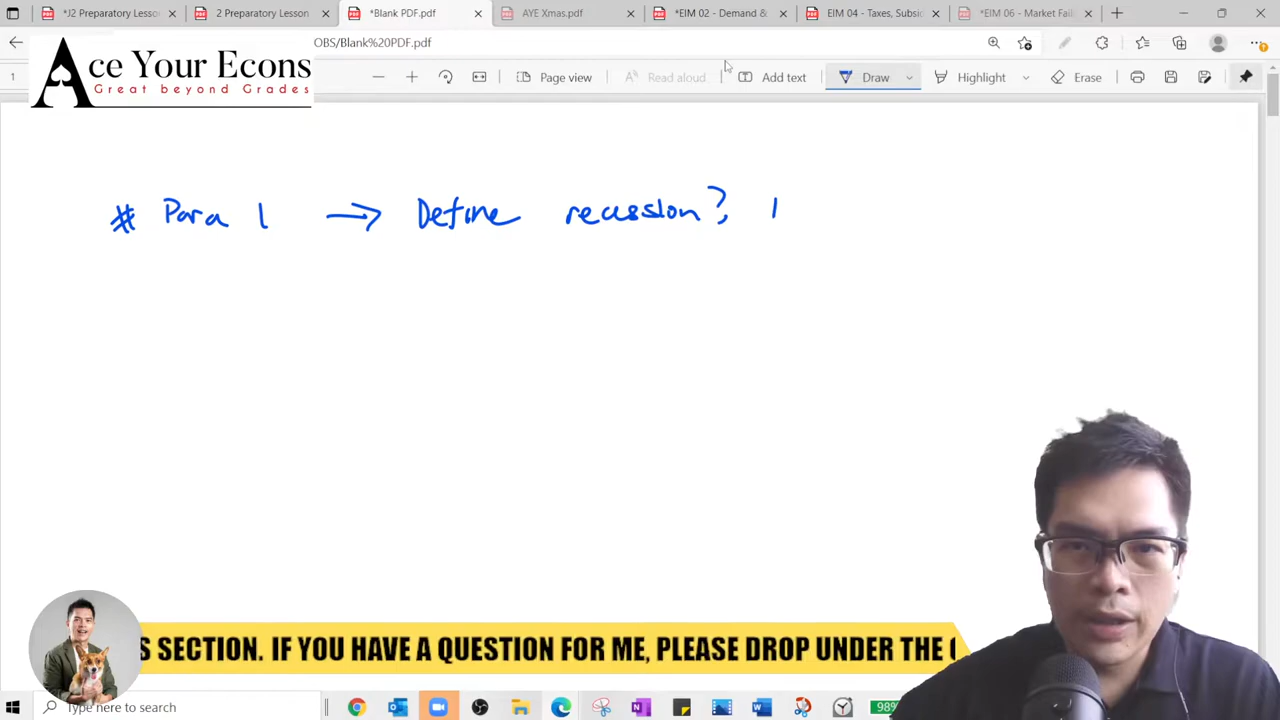 *J2 Preparatory Lesson
2 Preparatory Lesson
*Blank PDF.pdf
AYE Xmas.pdf
*EIM 02 - Demand &
EIM 04 - Taxes, Subsid
*EIM 06 - Market Fail
OBS/Blank%20PDF.pdf
Ace Your Econs
Great beyond Grades
1
Page view
Read aloud
Add text
Draw
Highlight
Erase
# Para 1 → Define recession?,
S SECTION. IF YOU HAVE A QUESTION FOR ME, PLEASE DROP UNDER THE
Type here to search
98%